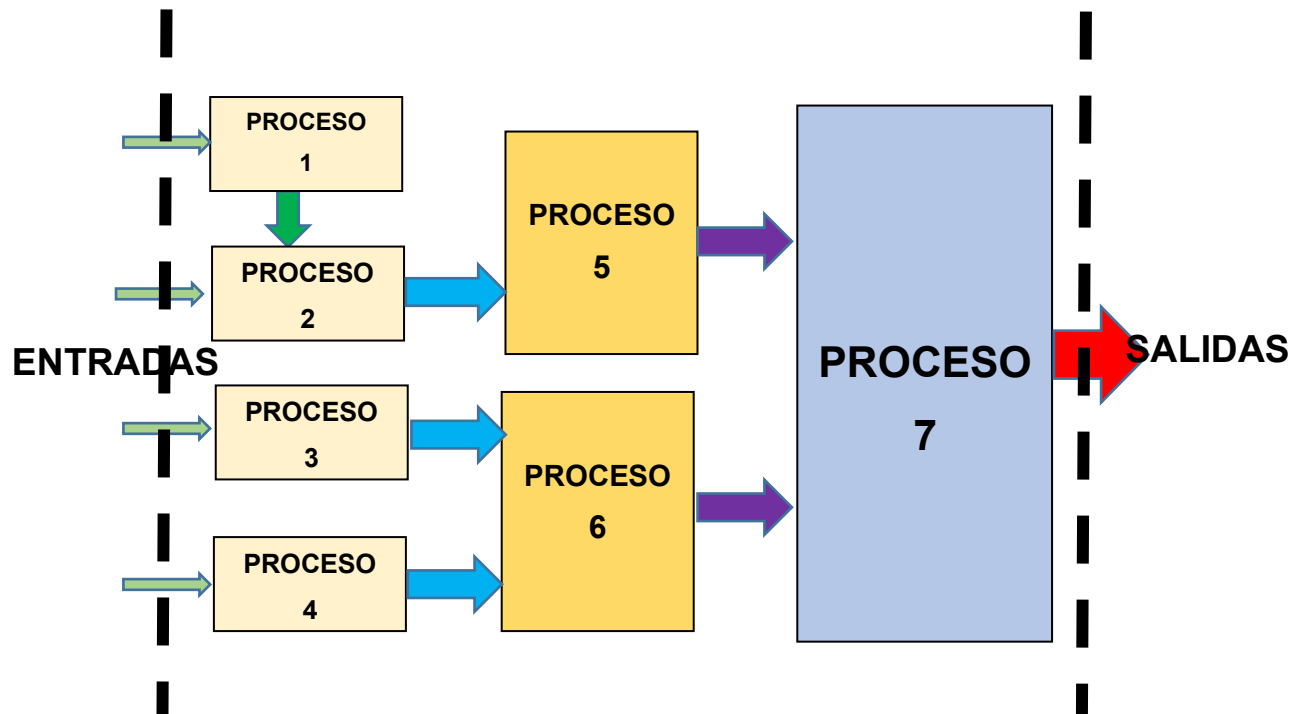 PROCESO
1
PROCESO
2
PROCESO
5
ENTRADAS
PROCESO
3
PROCESO
4
PROCESO
6
PROCESO
7
SALIDAS